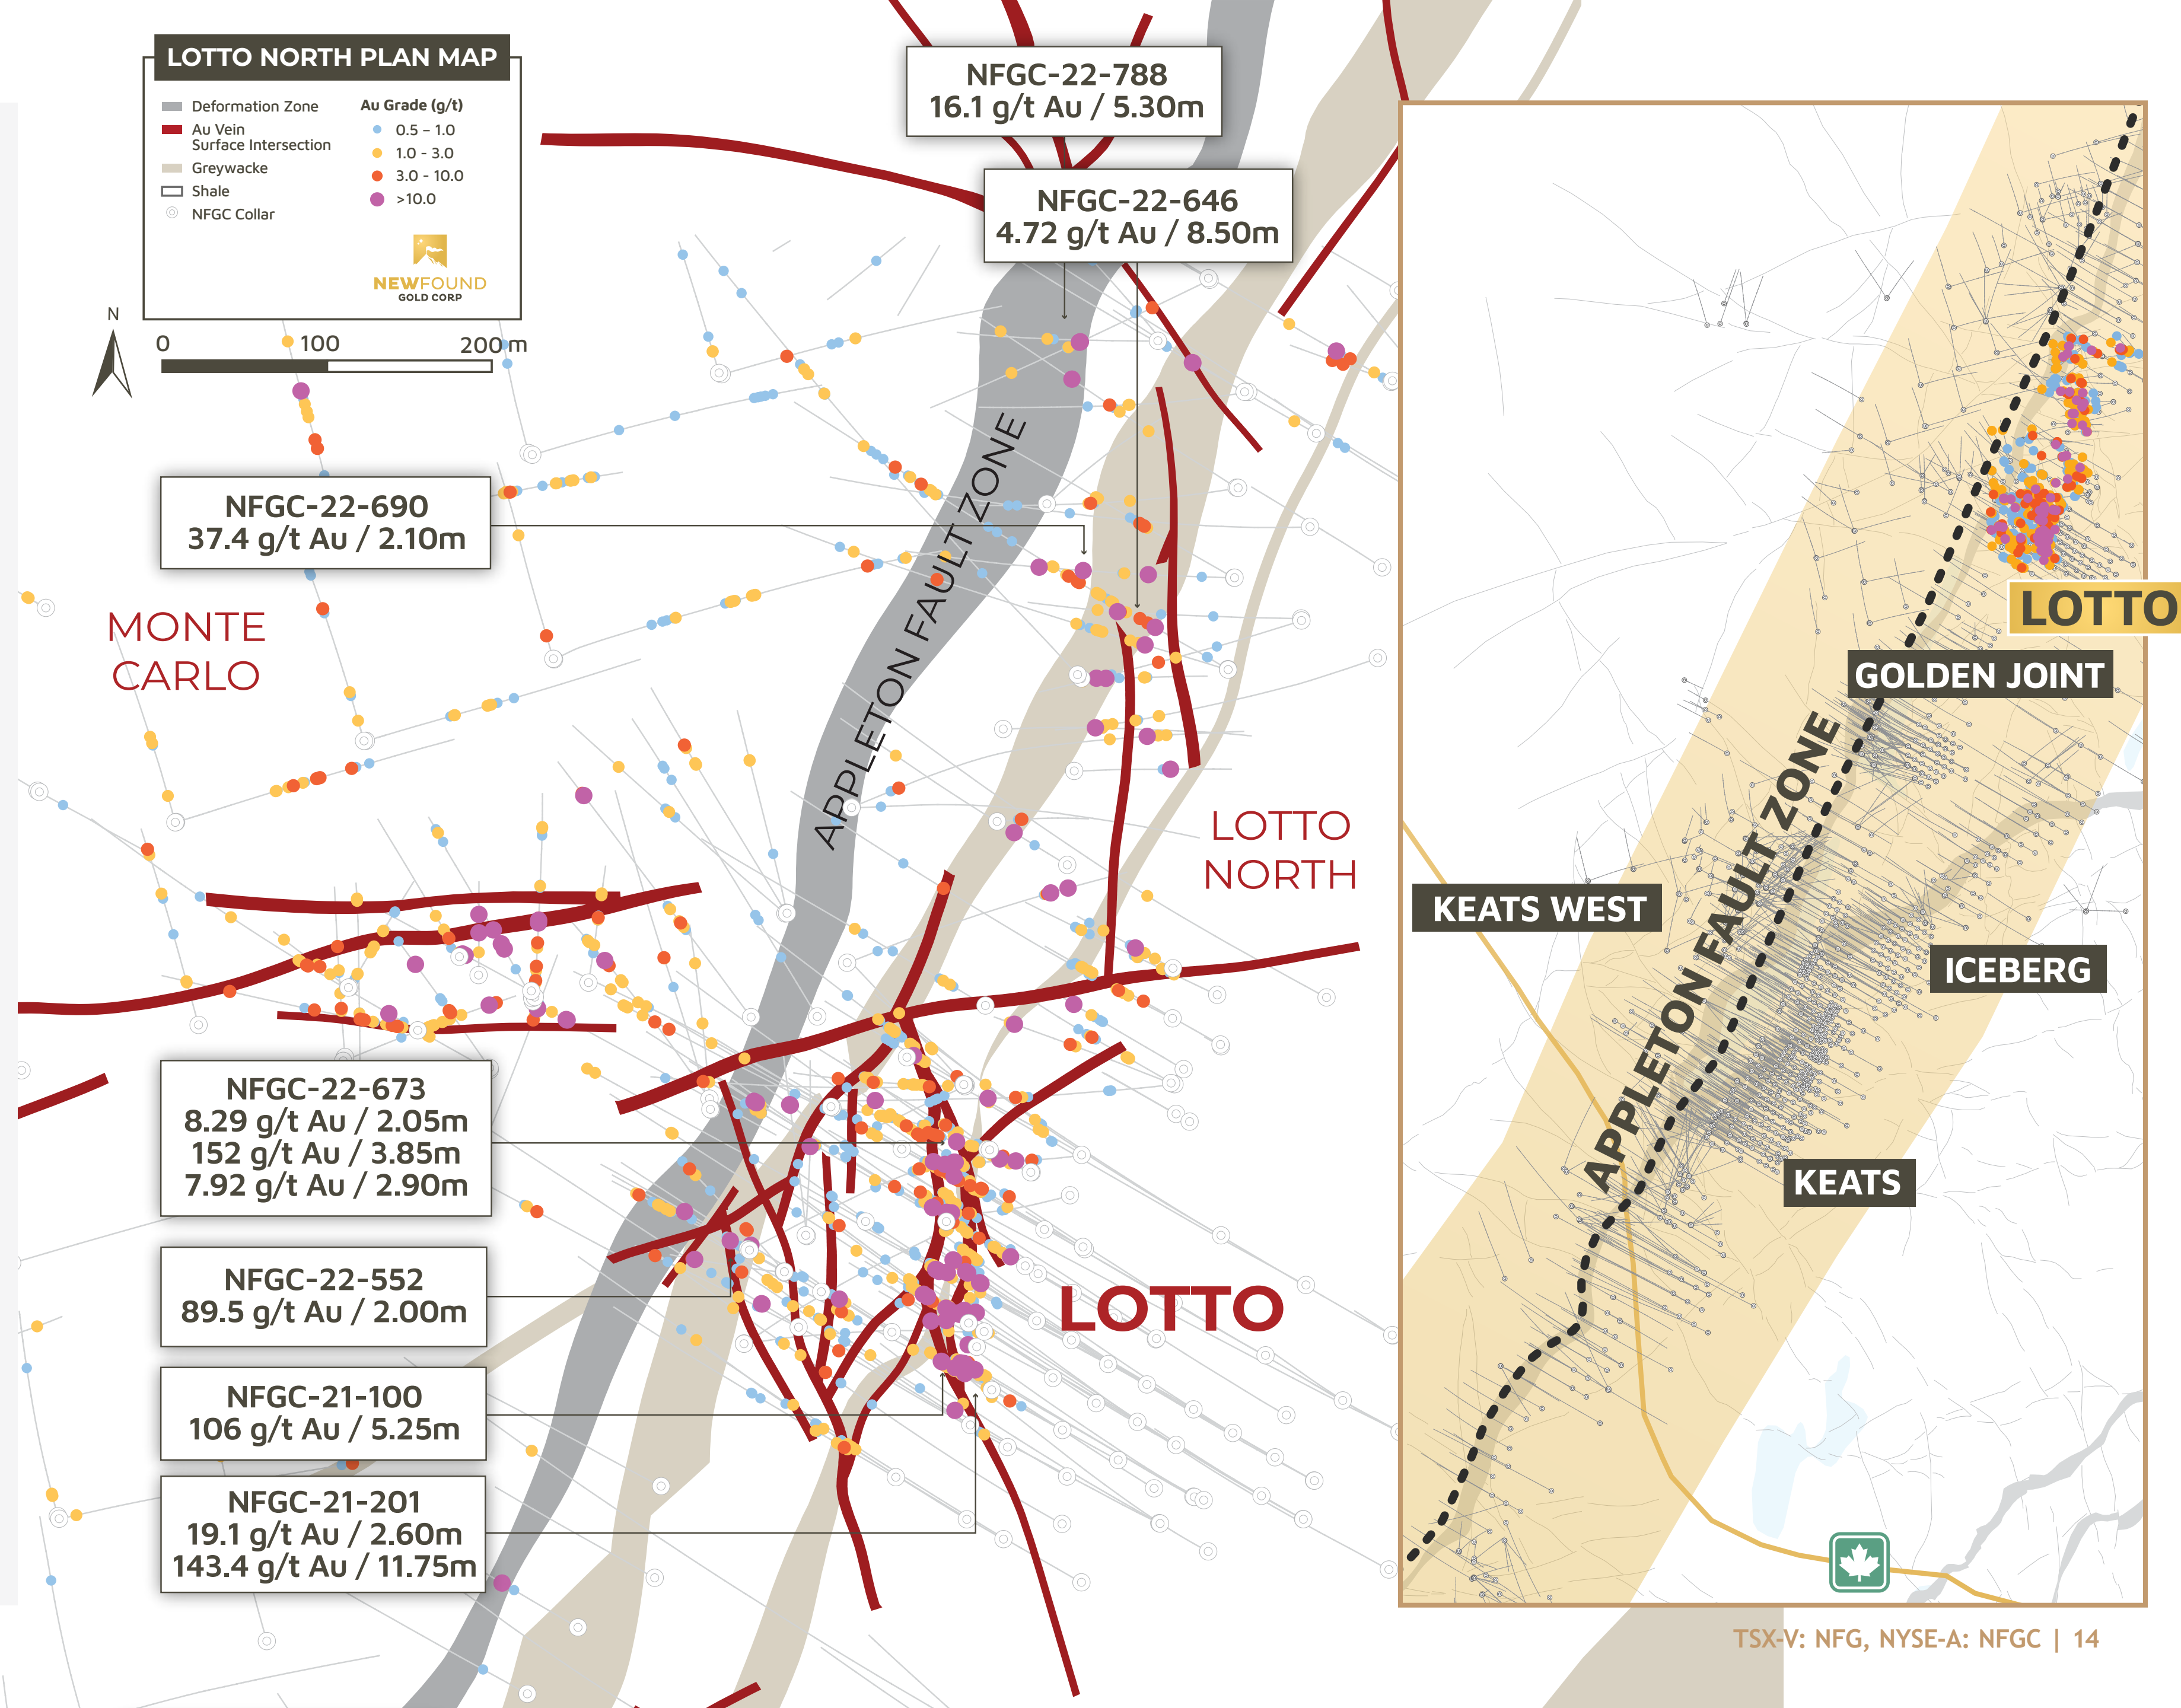 LOTTO NORTH PLAN MAP
Deformation Zone
Au Vein
Surface Intersection
Greywacke
Shale
NFGC Collar
Au Grade (g/t)
0.5 – 1.0
1.0 - 3.0
3.0 - 10.0
>10.0
NEWFOUND
GOLD CORP
N
0 100 200m
NFGC-22-788
16.1 g/t Au / 5.30m
NFGC-22-646
4.72 g/t Au / 8.50m
NFGC-22-690
37.4 g/t Au / 2.10m
MONTE
CARLO
APPLETON FAULT ZONE
LOTTO
NORTH
NFGC-22-673
8.29 g/t Au / 2.05m
152 g/t Au / 3.85m
7.92 g/t Au / 2.90m
NFGC-22-552
89.5 g/t Au / 2.00m
LOTTO
NFGC-21-100
106 g/t Au / 5.25m
NFGC-21-201
19.1 g/t Au / 2.60m
143.4 g/t Au / 11.75m
LOTTO
GOLDEN JOINT
APPLETON FAULT ZONE
KEATS WEST
ICEBERG
KEATS
TSX-V: NFG, NYSE-A: NFGC | 14